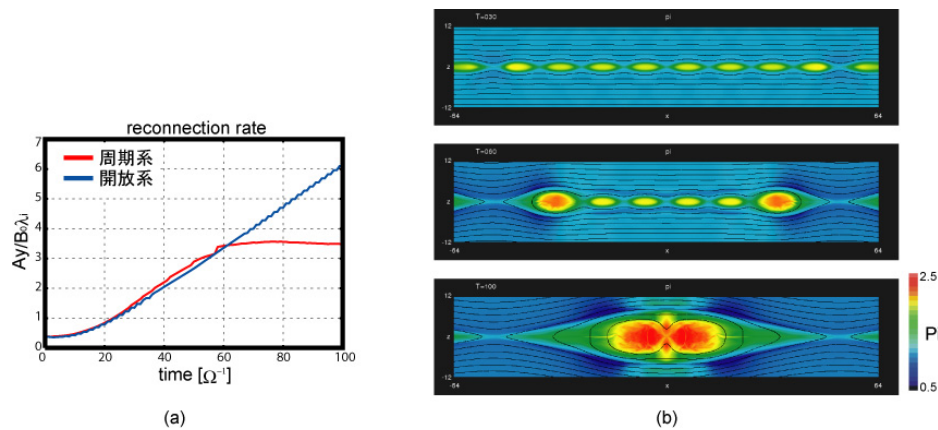 reconnection rate
7
6
5
4
3
2
1
0
周期系
開放系
Ay/B₀λi
0 20 40 60 80 100
time [Ω⁻¹]
(a)
T=030 pi
12
z
-12
-64 x 64
T=060 pi
12
z
-12
-64 x 64
T=100 pi
12
z
-12
-64 x 64
2.5
P
0.5
(b)